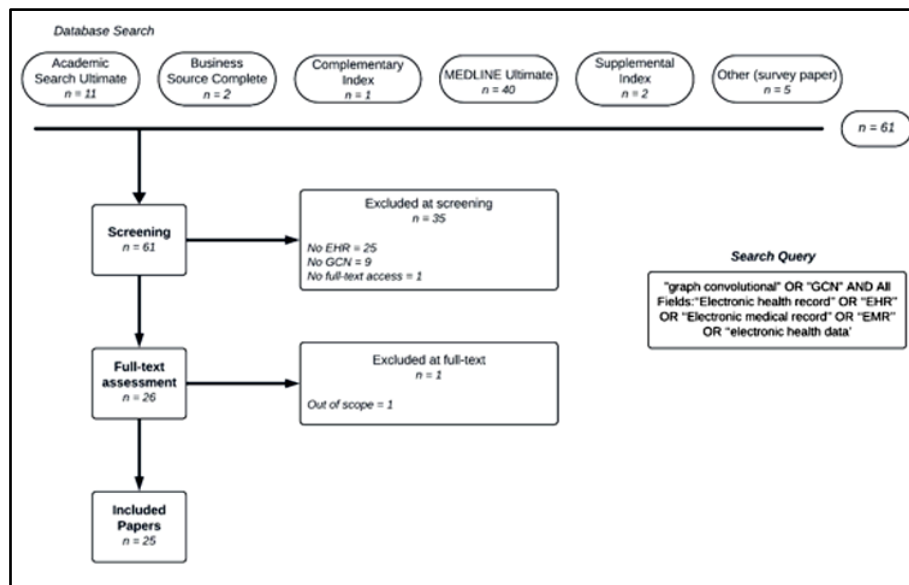 Database Search
Academic
Search Ultimate
n = 11
Business
Source Complete
n = 2
Complementary
Index
n = 1
MEDLINE Ultimate
n = 40
Supplemental
Index
n = 2
Other (survey paper)
n = 5
n = 61
Screening
n = 61
Excluded at screening
n = 35
No EHR = 25
No GCN = 9
No full-text access = 1
Search Query
"graph convolutional" OR "GCN" AND All
Fields:"Electronic health record" OR "EHR"
OR "Electronic medical record" OR "EMR"
OR "electronic health data'
Full-text
assessment
n = 26
Excluded at full-text
n = 1
Out of scope = 1
Included
Papers
n = 25